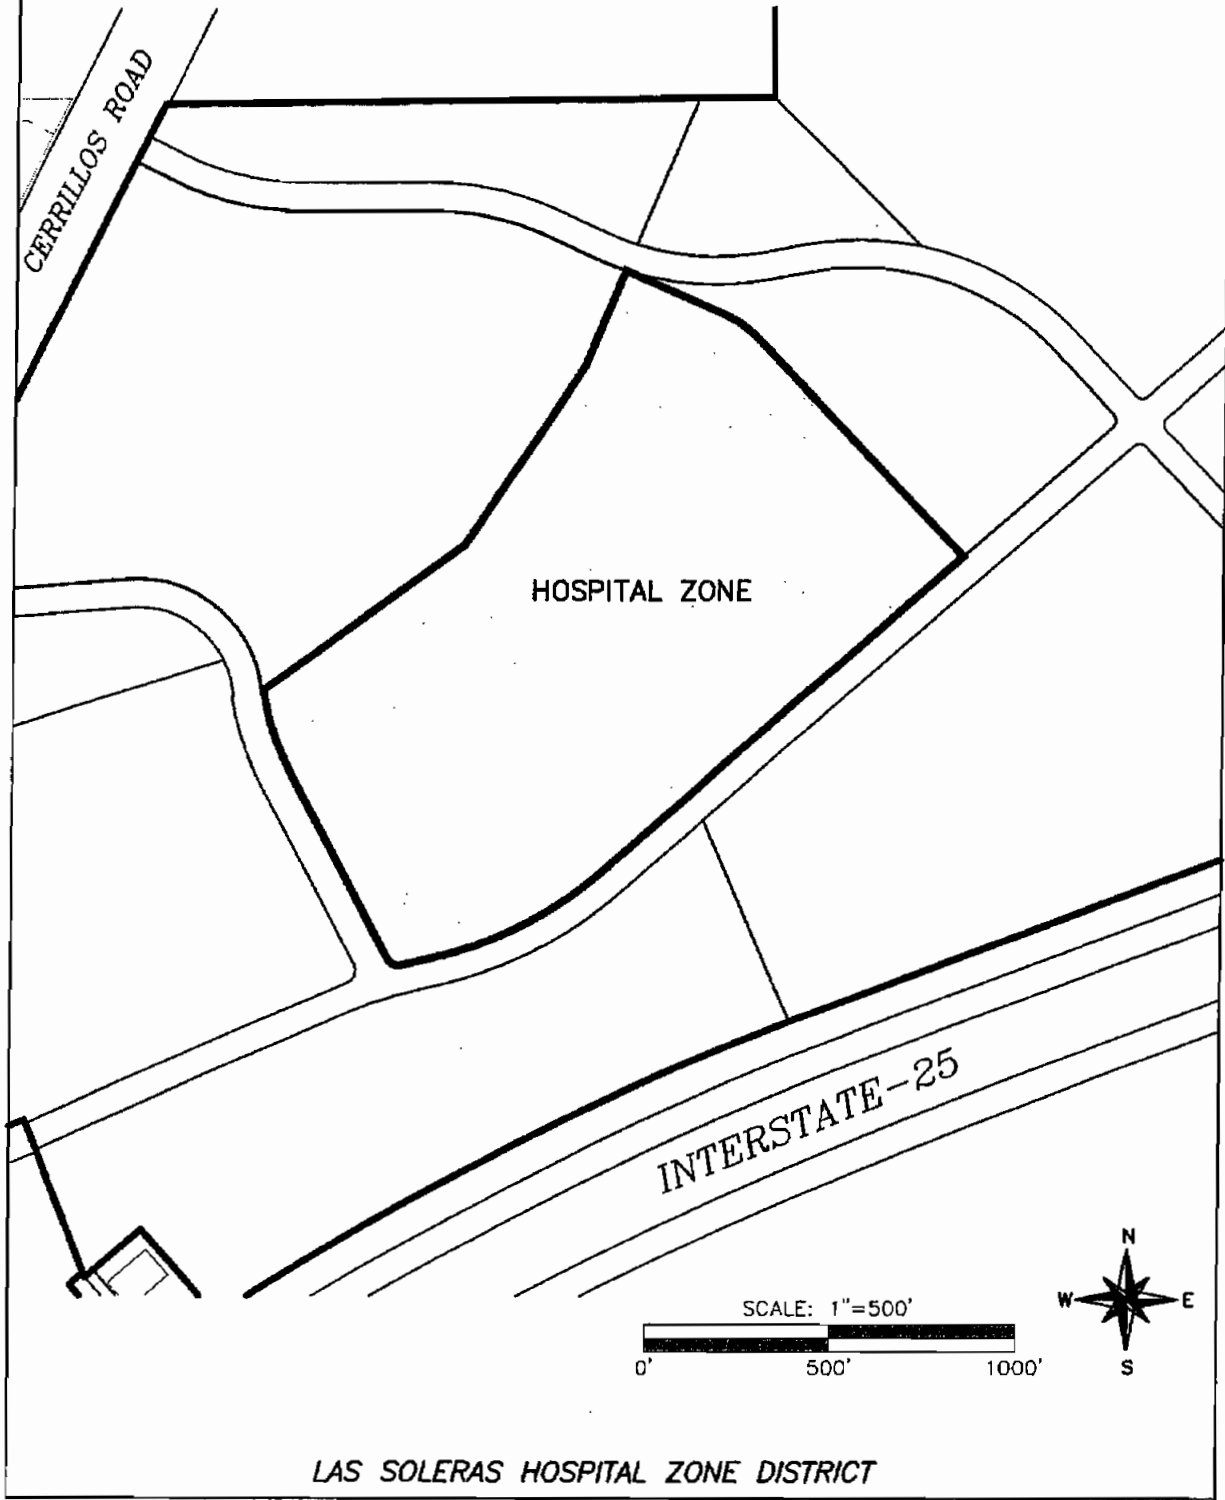 CERRILLOS ROAD
HOSPITAL ZONE
INTERSTATE-25
N
W E
S
SCALE: 1"=500'
0' 500' 1000'
LAS SOLERAS HOSPITAL ZONE DISTRICT